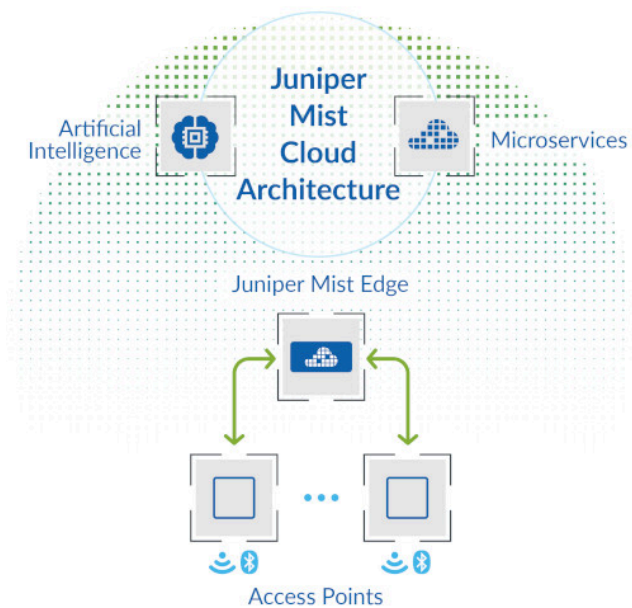 Juniper
Mist
Cloud
Architecture
Artificial
Intelligence
Microservices
Juniper Mist Edge
Access Points